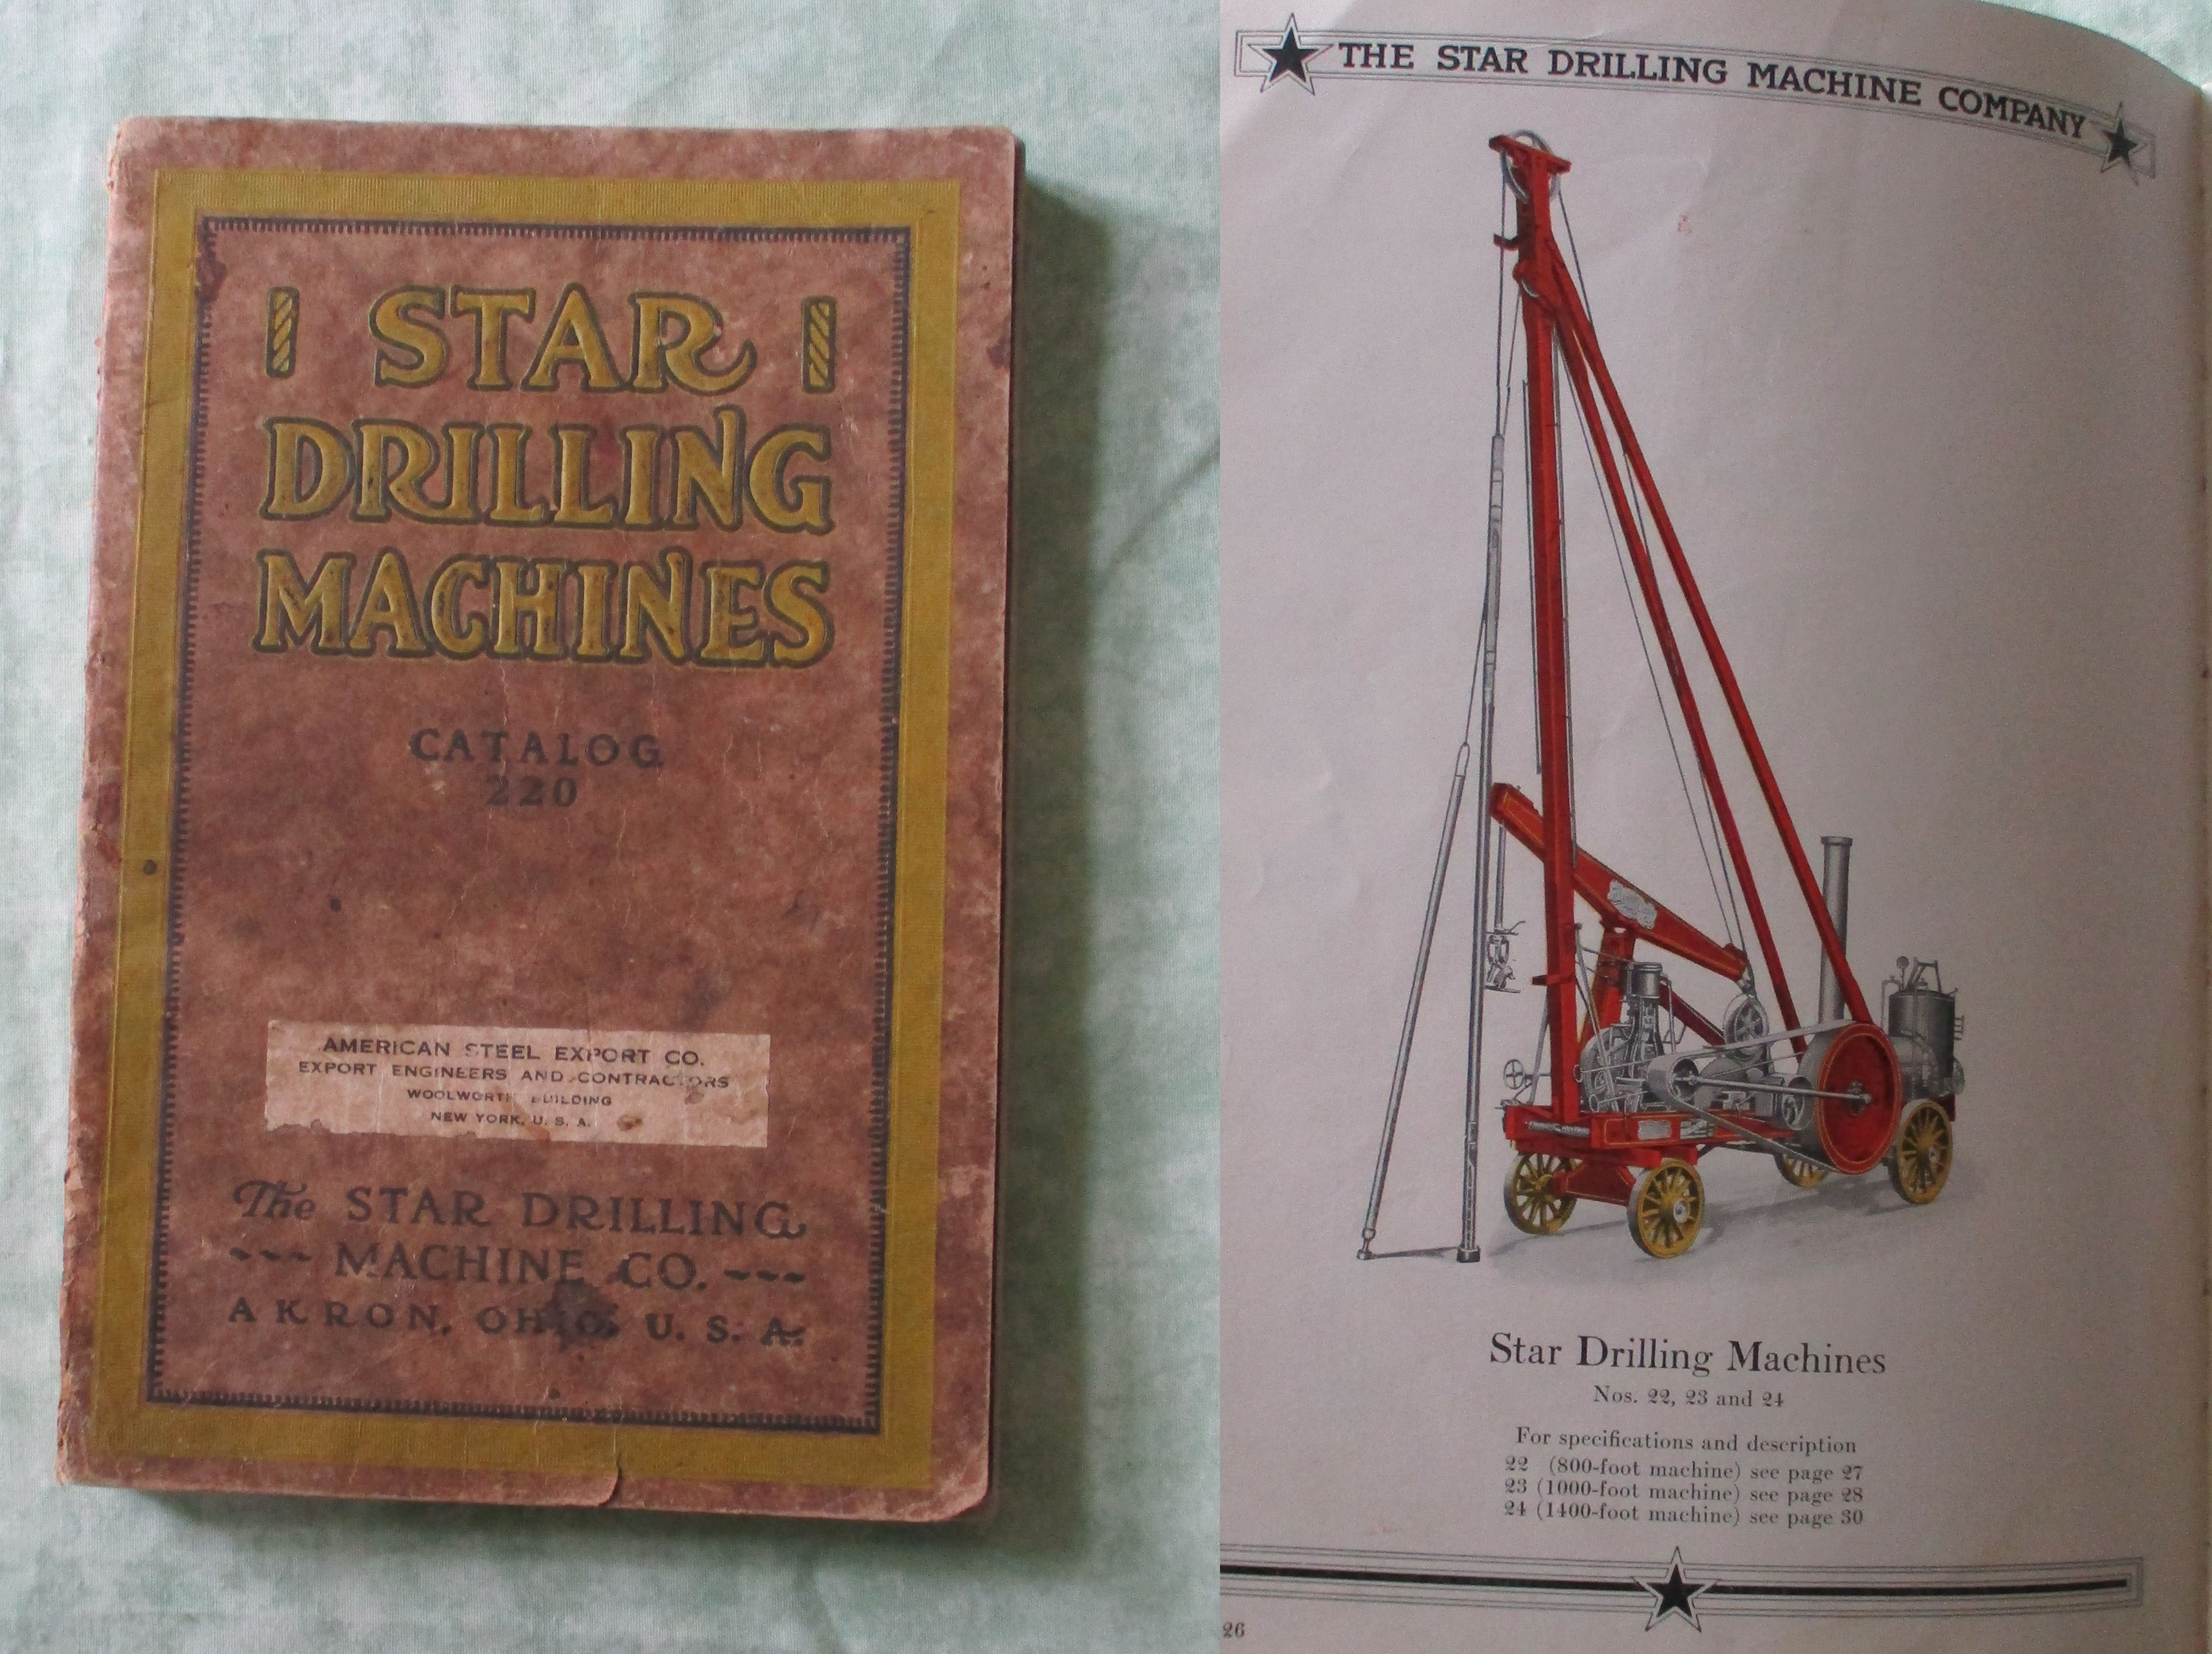 STAR
DRILLING
MACHINES
CATALOG
220
AMERICAN STEEL EXPORT CO.
EXPORT ENGINEERS AND CONTRACTORS
WOOLWORTH BUILDING
NEW YORK, U. S. A.
The STAR DRILLING
MACHINE CO.
AKRON, OHIO, U. S. A.
THE STAR DRILLING MACHINE COMPANY
Star Drilling Machines
Nos. 22, 23 and 24
For specifications and description
22 (800-foot machine) see page 27
23 (1000-foot machine) see page 28
24 (1400-foot machine) see page 30
26